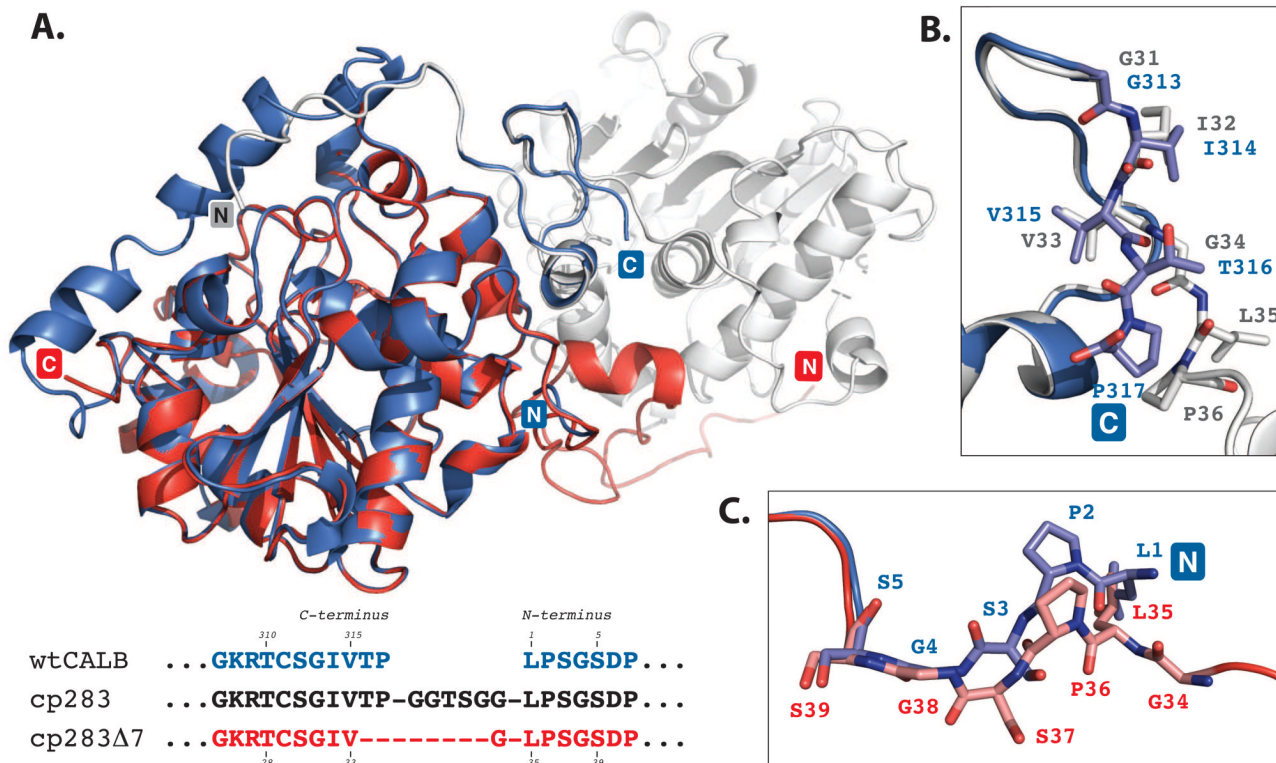 A.
N
C
C
N
N
B.
G31
G313
I32
I314
V315
V33
G34
T316
L35
P317
P36
C
C.
P2
L1
N
S5
S3
L35
G4
P36
G34
S39
G38
S37
C-terminus N-terminus
310 315 1 5
wtCALB ...GKRTCSGIVTP LPSGSDP...
cp283 ...GKRTCSGIVTP-GGTSGG-LPSGSDP...
cp283Δ7 ...GKRTCSGIV--------G-LPSGSDP...
28 33 35 39